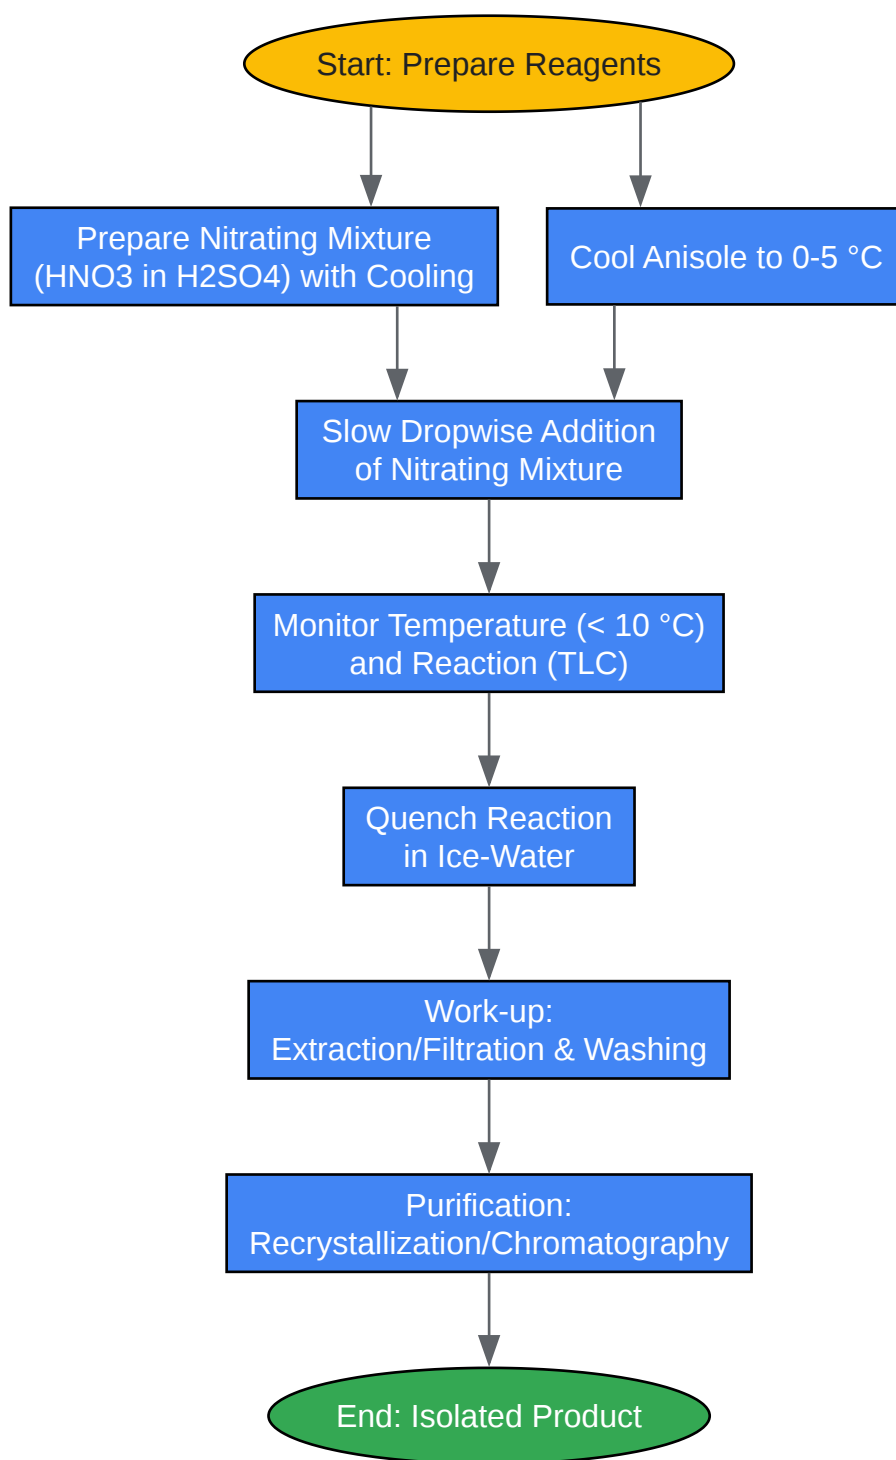 Start: Prepare Reagents
Prepare Nitrating Mixture
(HNO3 in H2SO4) with Cooling
Cool Anisole to 0-5 °C
Slow Dropwise Addition
of Nitrating Mixture
Monitor Temperature (< 10 °C)
and Reaction (TLC)
Quench Reaction
in Ice-Water
Work-up:
Extraction/Filtration & Washing
Purification:
Recrystallization/Chromatography
End: Isolated Product